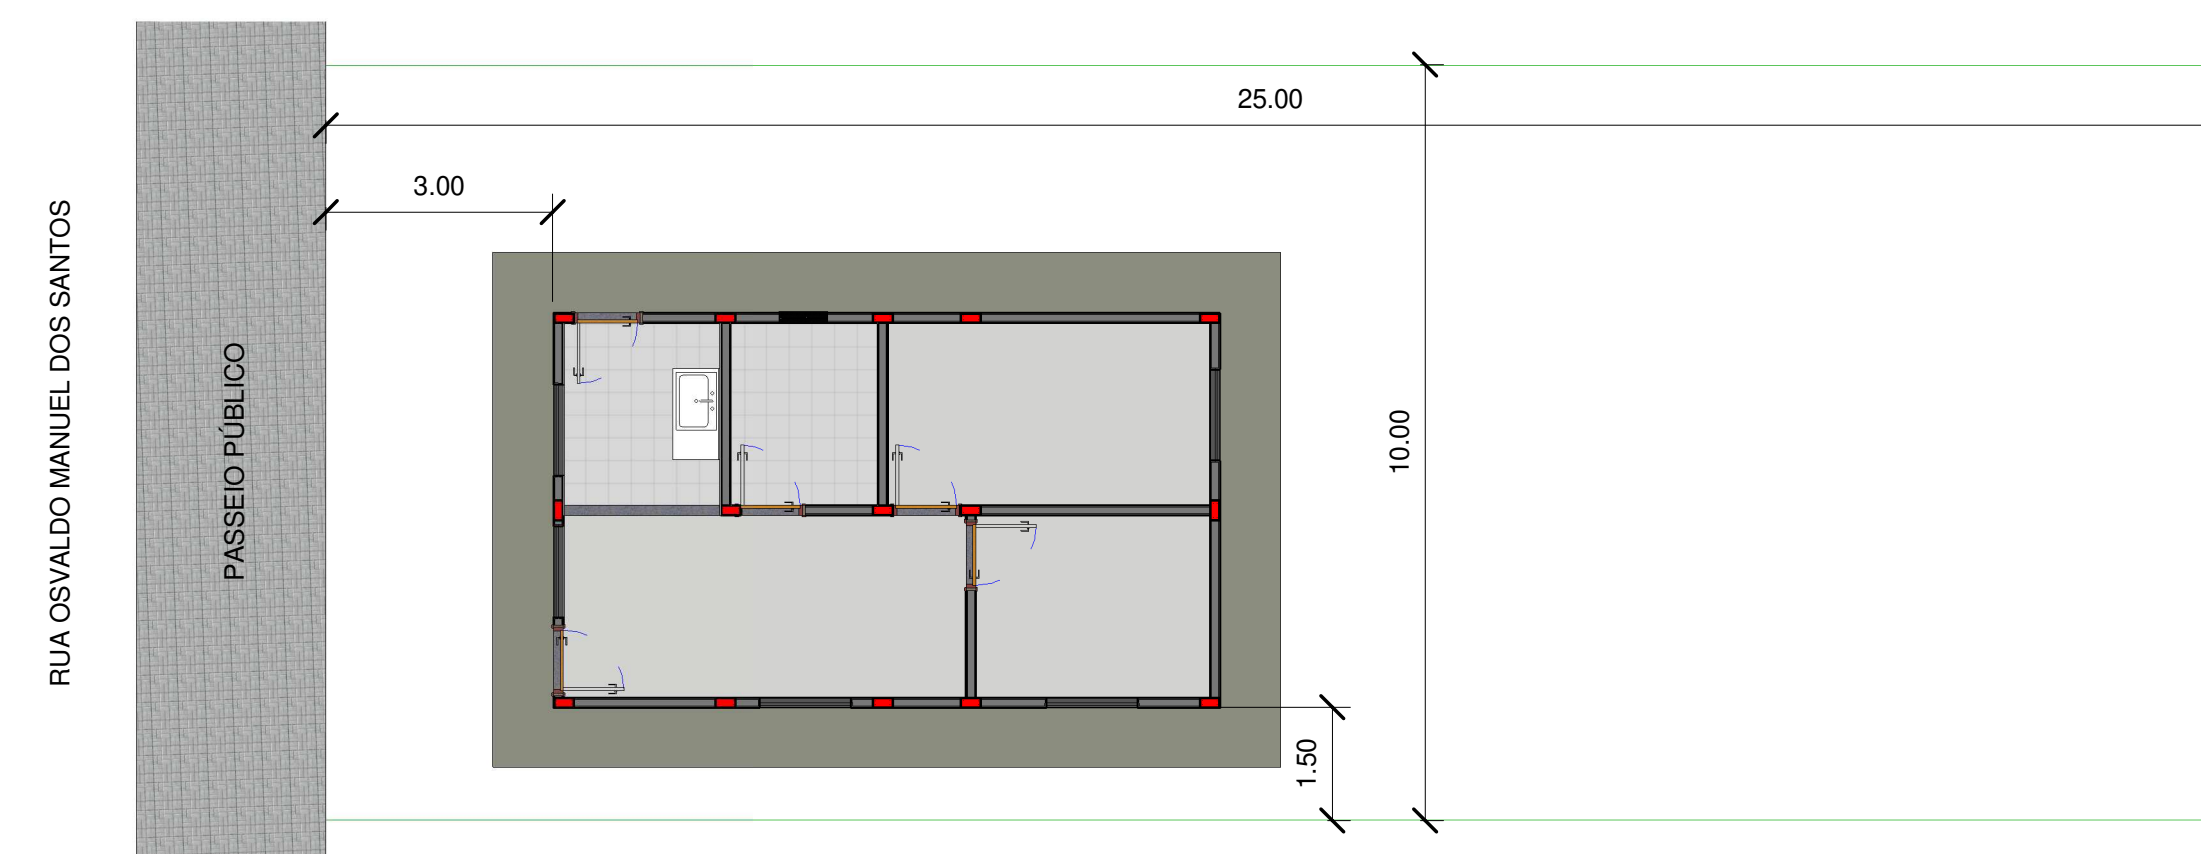 RUA OSVALDO MANUEL DOS SANTOS
PASSEIO PÚBLICO
25.00
3.00
10.00
1.50